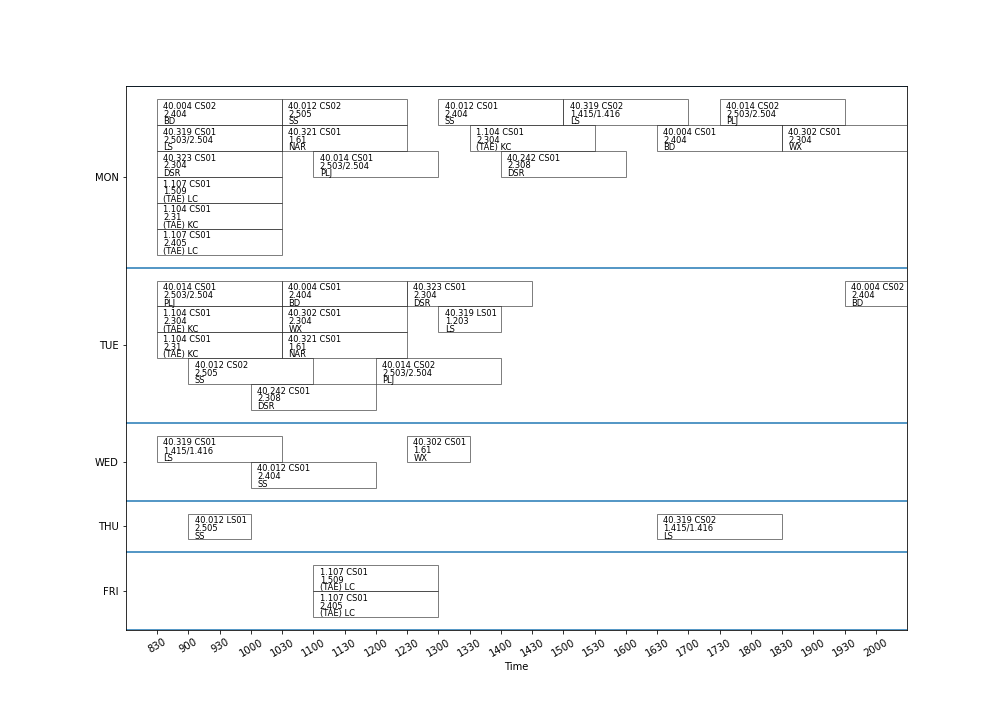 40.004 CS02
2.404
BD
40.012 CS02
2.505
SS
40.012 CS01
2.404
SS
40.319 CS02
1.415/1.416
LS
40.014 CS02
2.503/2.504
PLJ
40.319 CS01
2.503/2.504
LS
40.321 CS01
1.61
NAR
1.104 CS01
2.304
(TAE) KC
40.004 CS01
2.404
BD
40.302 CS01
2.304
WX
40.323 CS01
2.304
DSR
40.014 CS01
2.503/2.504
PLJ
40.242 CS01
2.308
DSR
MON
1.107 CS01
1.509
(TAE) LC
1.104 CS01
2.31
(TAE) KC
1.107 CS01
2.405
(TAE) LC
40.014 CS01
2.503/2.504
PLJ
40.004 CS01
2.404
BD
40.323 CS01
2.304
DSR
40.004 CS02
2.404
BD
1.104 CS01
2.304
(TAE) KC
40.302 CS01
2.304
WX
40.319 LS01
1.203
LS
TUE
1.104 CS01
2.31
(TAE) KC
40.321 CS01
1.61
NAR
40.012 CS02
2.505
SS
40.014 CS02
2.503/2.504
PLJ
40.242 CS01
2.308
DSR
40.319 CS01
1.415/1.416
LS
40.302 CS01
1.61
WX
WED
40.012 CS01
2.404
SS
THU
40.012 LS01
2.505
SS
40.319 CS02
1.415/1.416
LS
FRI
1.107 CS01
1.509
(TAE) LC
1.107 CS01
2.405
(TAE) LC
830 900 930 1000 1030 1100 1130 1200 1230 1300 1330 1400 1430 1500 1530 1600 1630 1700 1730 1800 1830 1900 1930 2000
Time